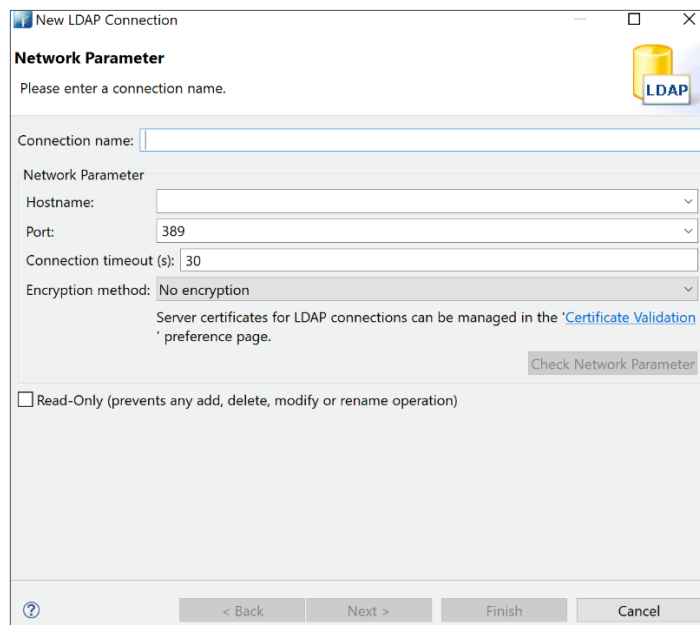 New LDAP Connection
Network Parameter
Please enter a connection name.
LDAP
Connection name:
Network Parameter
Hostname:
Port: 389
Connection timeout (s): 30
Encryption method: No encryption
Server certificates for LDAP connections can be managed in the 'Certificate Validation
' preference page.
Check Network Parameter
Read-Only (prevents any add, delete, modify or rename operation)
? < Back Next > Finish Cancel